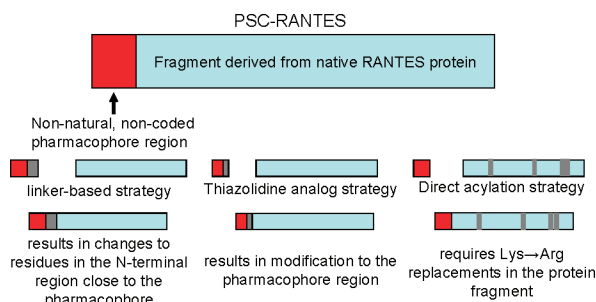 PSC-RANTES
Fragment derived from native RANTES protein
Non-natural, non-coded
pharmacophore region
linker-based strategy
Thiazolidine analog strategy
Direct acylation strategy
results in changes to
residues in the N-terminal
region close to the
pharmacophore
results in modification to the
pharmacophore region
requires Lys→Arg
replacements in the protein
fragment